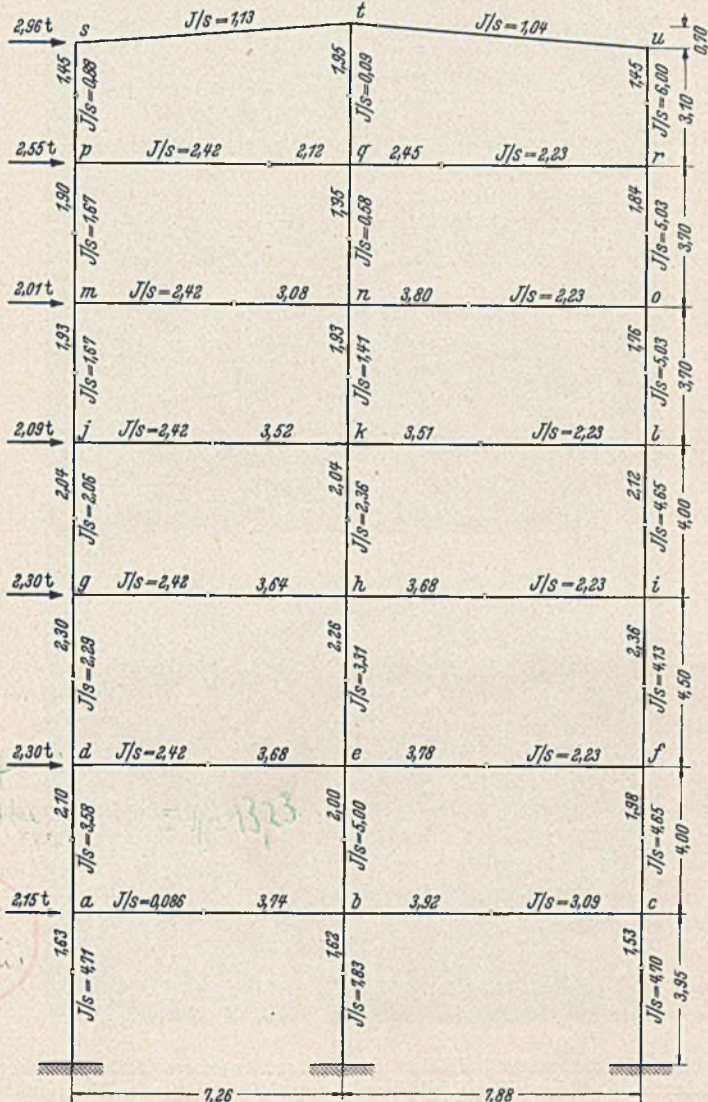 t
2,96t s J/s=1,13 J/s=1,04 u 0,70
1,45 J/s=0,88 1,95 J/s=0,09 1,45 J/s=6,00 3,10
2,55t p J/s=2,42 2,12 q 2,45 J/s=2,23 r
1,90 J/s=1,67 1,95 J/s=0,58 1,84 J/s=5,03 3,70
2,01t m J/s=2,42 3,08 n 3,80 J/s=2,23 o
1,93 J/s=1,67 1,93 J/s=1,41 1,76 J/s=5,03 3,70
2,09t j J/s=2,42 3,52 k 3,51 J/s=2,23 l
2,04 J/s=2,06 2,04 J/s=2,36 2,12 J/s=4,65 4,00
2,30t g J/s=2,42 3,64 h 3,68 J/s=2,23 i
2,30 J/s=2,29 2,26 J/s=3,31 2,36 J/s=4,13 4,50
2,30t d J/s=2,42 3,68 e 3,78 J/s=2,23 f
2,10 J/s=3,58 2,00 J/s=5,00 1,98 J/s=4,65 4,00
2,15t a J/s=0,086 3,74 b 3,92 J/s=3,09 c
1,63 J/s=4,71 1,62 J/s=7,83 1,53 J/s=4,70 3,95
7,26 7,88